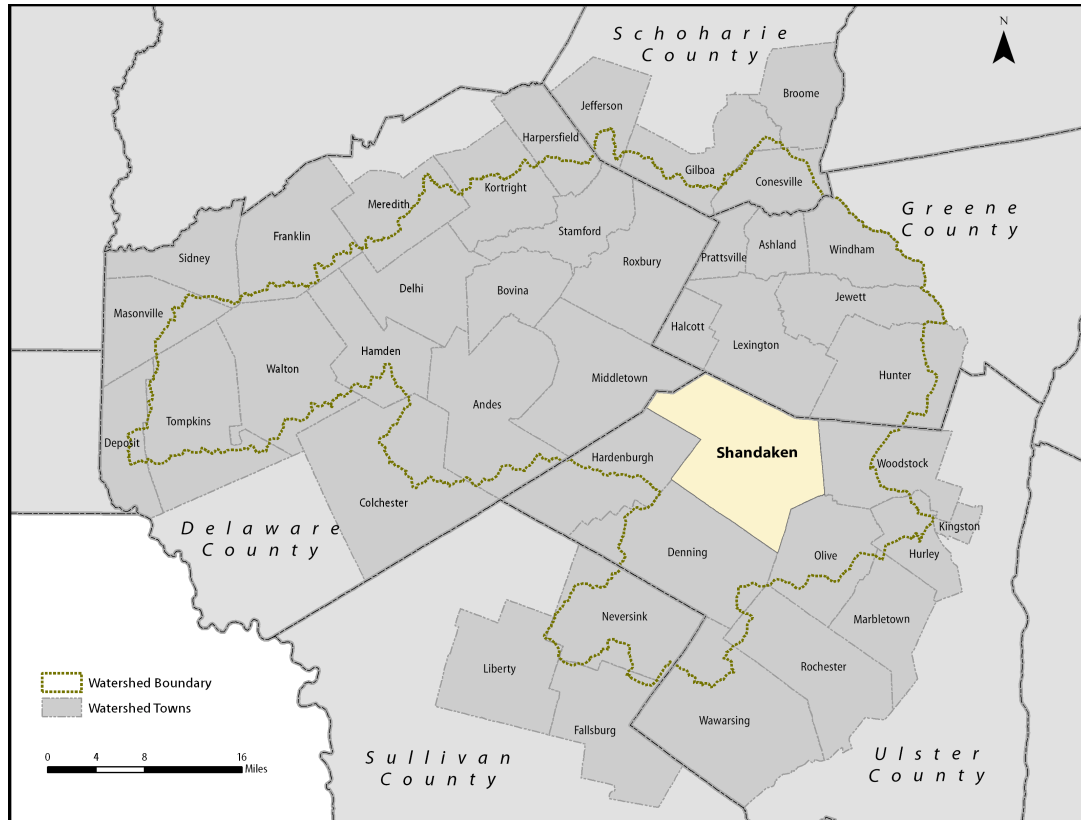 Schoharie
County
N
Broome
Jefferson
Harpersfield
Gilboa
Conesville
Kortright
Meredith
Greene
County
Franklin
Stamford
Ashland
Windham
Sidney
Prattsville
Roxbury
Delhi
Bovina
Jewett
Masonville
Halcott
Lexington
Hamden
Walton
Middletown
Hunter
Andes
Tompkins
Deposit
Shandaken
Hardenburgh
Woodstock
Colchester
Delaware
County
Kingston
Denning
Olive
Hurley
Neversink
Marbletown
Liberty
Rochester
Watershed Boundary
Watershed Towns
Wawarsing
Fallsburg
Sullivan
County
Ulster
County
0 4 8 16
Miles